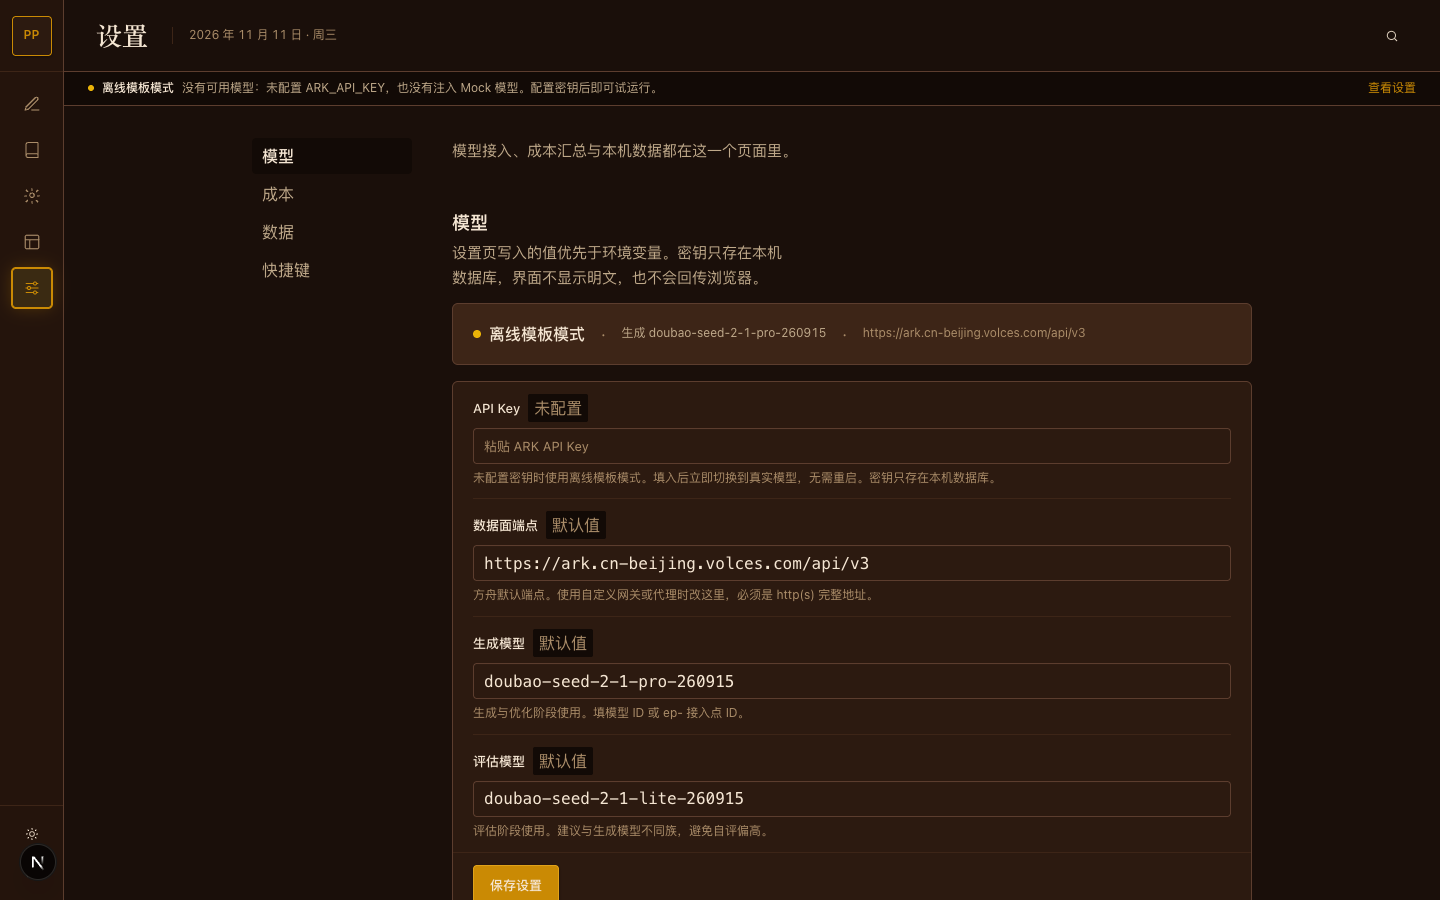 PP
设置
2026 年 11 月 11 日 · 周三
离线模板模式 没有可用模型：未配置 ARK_API_KEY，也没有注入 Mock 模型。配置密钥后即可试运行。
查看设置
模型
成本
数据
快捷键
模型接入、成本汇总与本机数据都在这一个页面里。
模型
设置页写入的值优先于环境变量。密钥只存在本机
数据库，界面不显示明文，也不会回传浏览器。
离线模板模式 · 生成 doubao-seed-2-1-pro-260915 · https://ark.cn-beijing.volces.com/api/v3
API Key 未配置
粘贴 ARK API Key
未配置密钥时使用离线模板模式。填入后立即切换到真实模型，无需重启。密钥只存在本机数据库。
数据面端点 默认值
https://ark.cn-beijing.volces.com/api/v3
方舟默认端点。使用自定义网关或代理时改这里，必须是 http(s) 完整地址。
生成模型 默认值
doubao-seed-2-1-pro-260915
生成与优化阶段使用。填模型 ID 或 ep- 接入点 ID。
评估模型 默认值
doubao-seed-2-1-lite-260915
评估阶段使用。建议与生成模型不同族，避免自评偏高。
保存设置
N